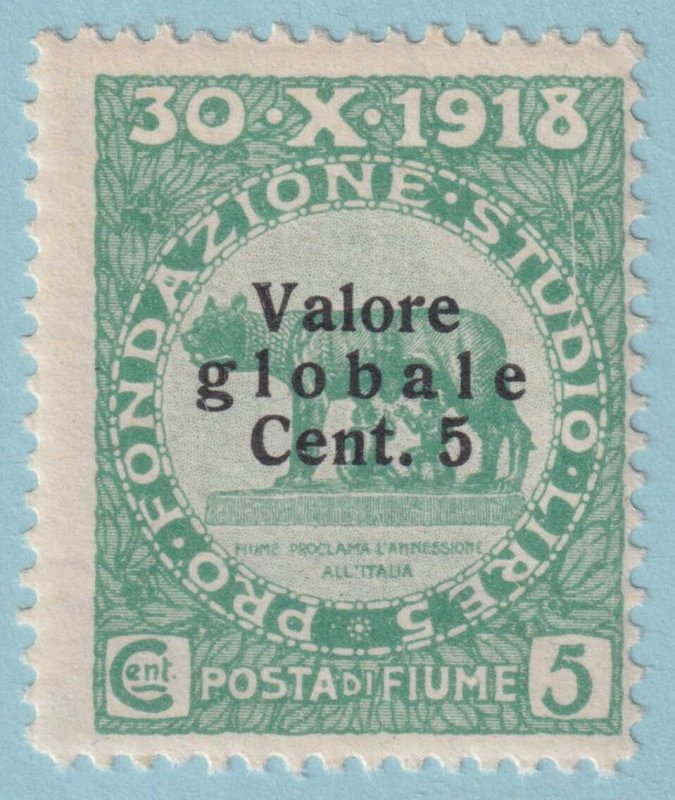 30·X·1918
PRO·FONDAZIONE·STUDIO·LIRE 5
Valore
globale
Cent. 5
FIUME PROCLAMA L'ANNESSIONE
ALL'ITALIA
Cent. POSTA DI FIUME 5